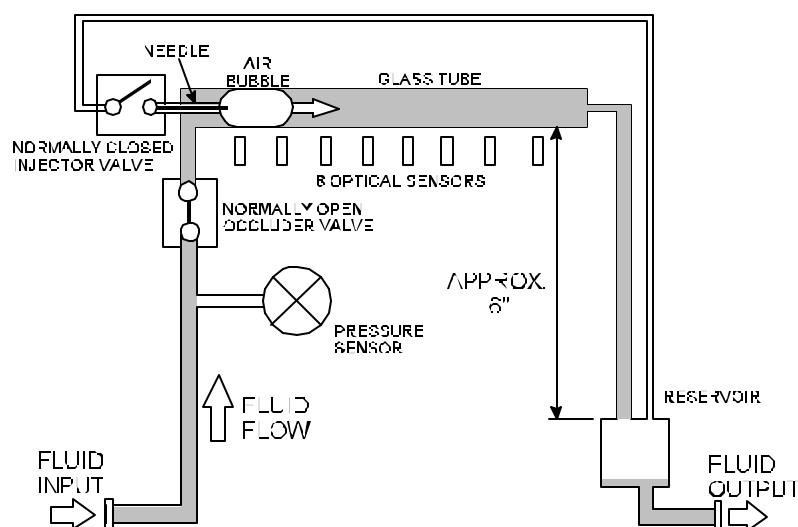 NEEDLE
AIR
BUBBLE
GLASS TUBE
NORMALLY CLOSED
INJECTOR VALVE
8 OPTICAL SENSORS
NORMALLY OPEN
OCCLUDER VALVE
APPROX.
6"
PRESSURE
SENSOR
RESERVOIR
FLUID
FLOW
FLUID
INPUT
FLUID
OUTPUT